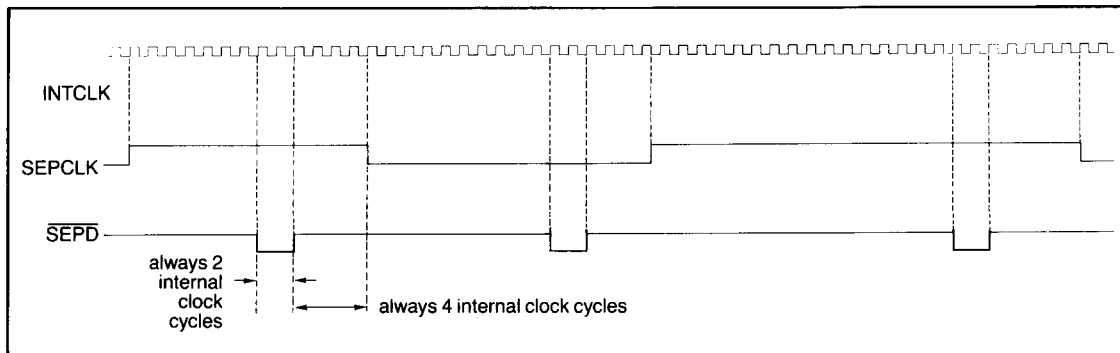 INTCLK
SEPCLK
SEPD
always 2
internal
clock
cycles
always 4 internal clock cycles